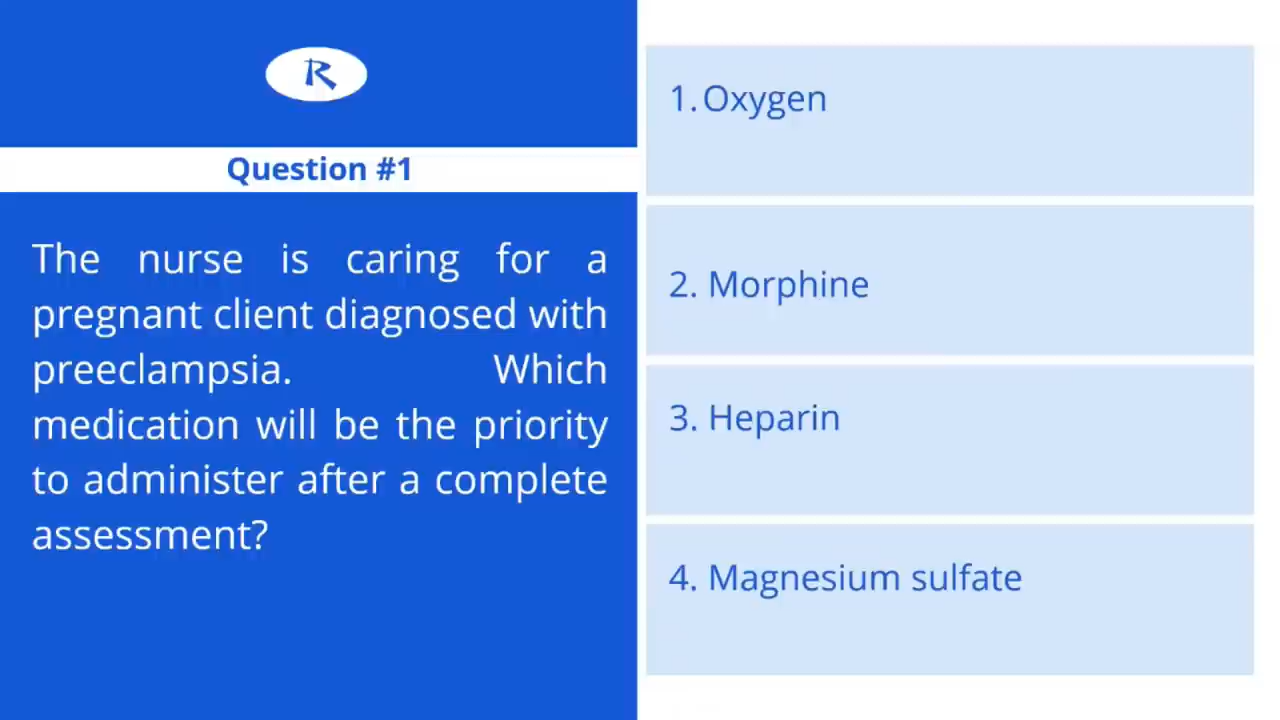 R
Question #1
The nurse is caring for a
pregnant client diagnosed with
preeclampsia. Which
medication will be the priority
to administer after a complete
assessment?
1. Oxygen
2. Morphine
3. Heparin
4. Magnesium sulfate